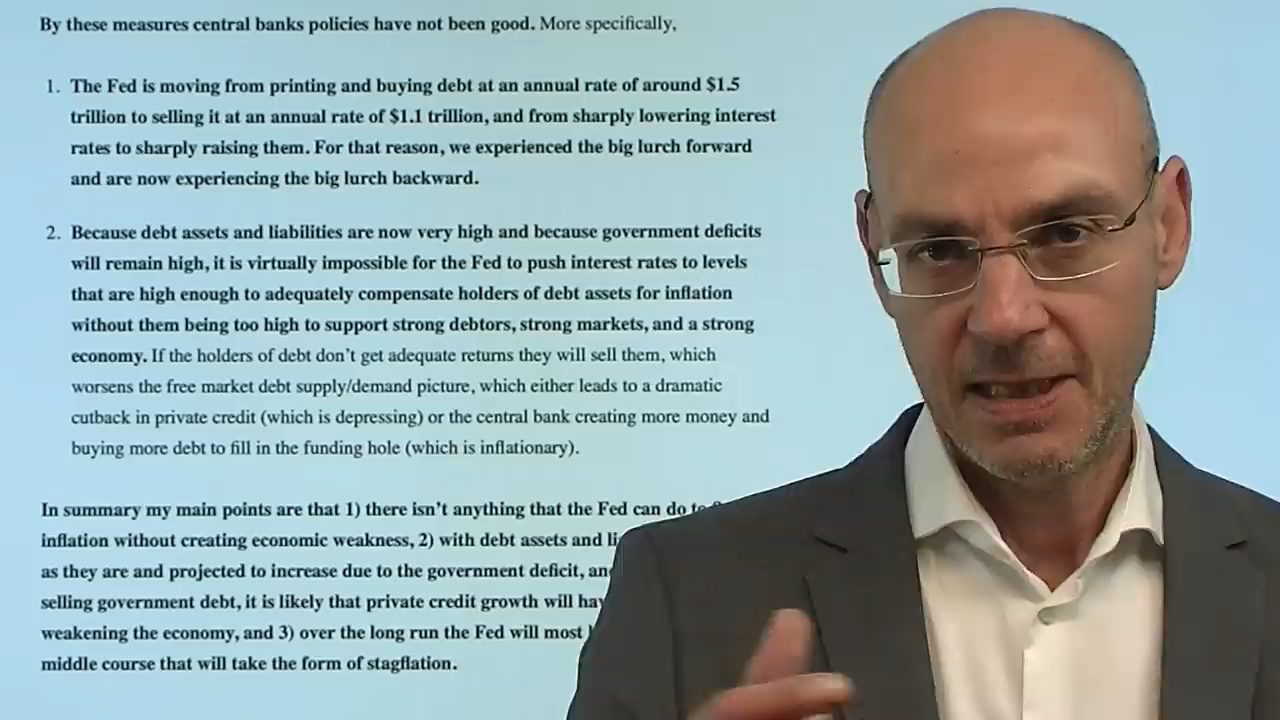 By these measures central banks policies have not been good. More specifically,
1. The Fed is moving from printing and buying debt at an annual rate of around $1.5
trillion to selling it at an annual rate of $1.1 trillion, and from sharply lowering interest
rates to sharply raising them. For that reason, we experienced the big lurch forward
and are now experiencing the big lurch backward.
2. Because debt assets and liabilities are now very high and because government deficits
will remain high, it is virtually impossible for the Fed to push interest rates to levels
that are high enough to adequately compensate holders of debt assets for inflation
without them being too high to support strong debtors, strong markets, and a strong
economy. If the holders of debt don't get adequate returns they will sell them, which
worsens the free market debt supply/demand picture, which either leads to a dramatic
cutback in private credit (which is depressing) or the central bank creating more money and
buying more debt to fill in the funding hole (which is inflationary).
In summary my main points are that 1) there isn't anything that the Fed can do
inflation without creating economic weakness, 2) with debt assets and
as they are and projected to increase due to the government deficit,
selling government debt, it is likely that private credit growth will
weakening the economy, and 3) over the long run the Fed will most
middle course that will take the form of stagflation.